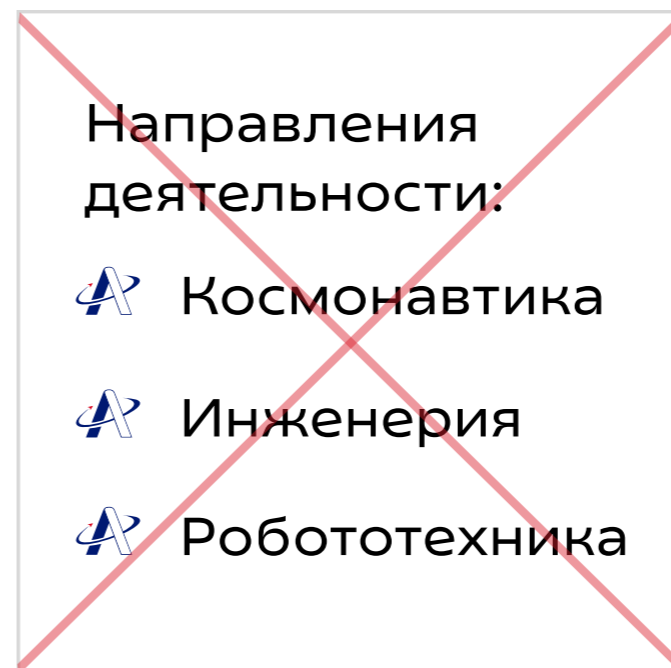 Направления
деятельности:
Космонавтика
Инженерия
Робототехника